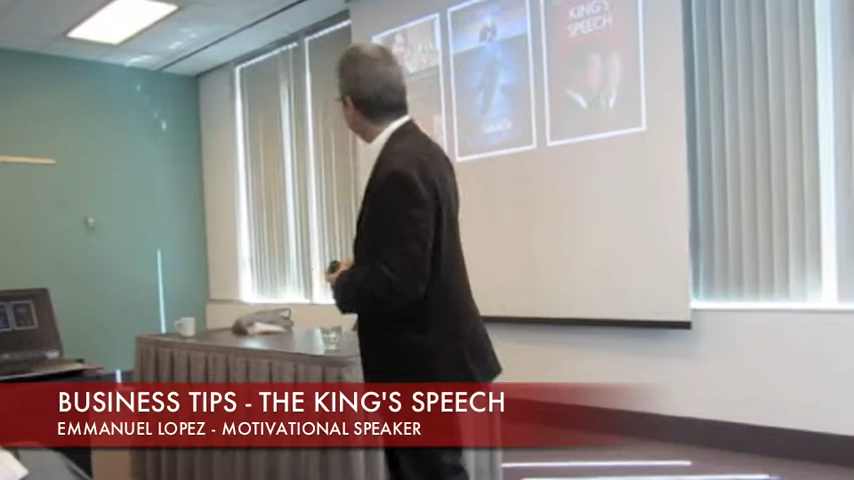 KING'S
SPEECH
BUSINESS TIPS - THE KING'S SPEECH
EMMANUEL LOPEZ - MOTIVATIONAL SPEAKER